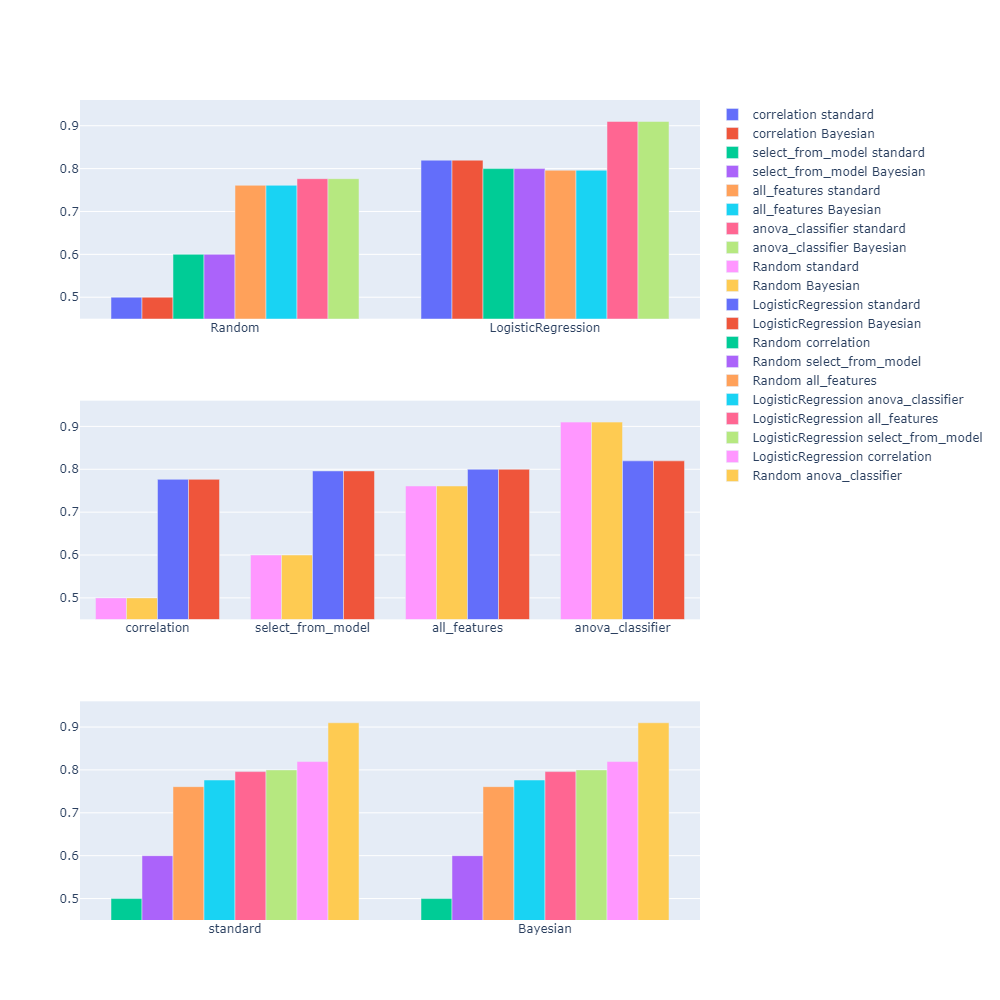 0.9
0.8
0.7
0.6
0.5
Random
LogisticRegression
correlation standard
correlation Bayesian
select_from_model standard
select_from_model Bayesian
all_features standard
all_features Bayesian
anova_classifier standard
anova_classifier Bayesian
Random standard
Random Bayesian
LogisticRegression standard
LogisticRegression Bayesian
Random correlation
Random select_from_model
Random all_features
LogisticRegression anova_classifier
LogisticRegression all_features
LogisticRegression select_from_model
LogisticRegression correlation
Random anova_classifier
0.9
0.8
0.7
0.6
0.5
correlation
select_from_model
all_features
anova_classifier
0.9
0.8
0.7
0.6
0.5
standard
Bayesian